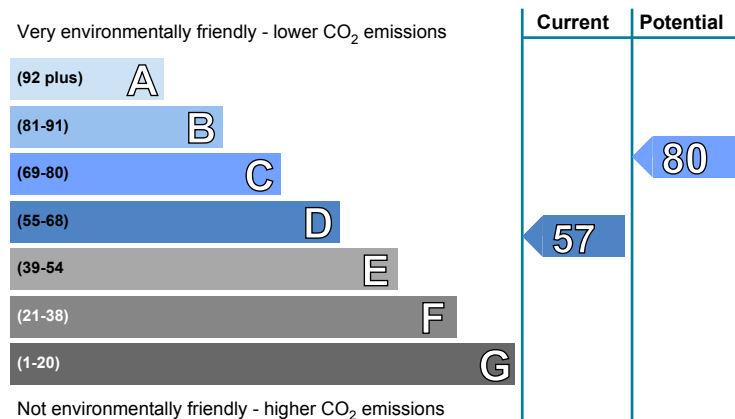 Very environmentally friendly - lower CO₂ emissions
Current
Potential
(92 plus) A
(81-91) B
(69-80) C
80
(55-68) D
57
(39-54 E
(21-38) F
(1-20) G
Not environmentally friendly - higher CO₂ emissions